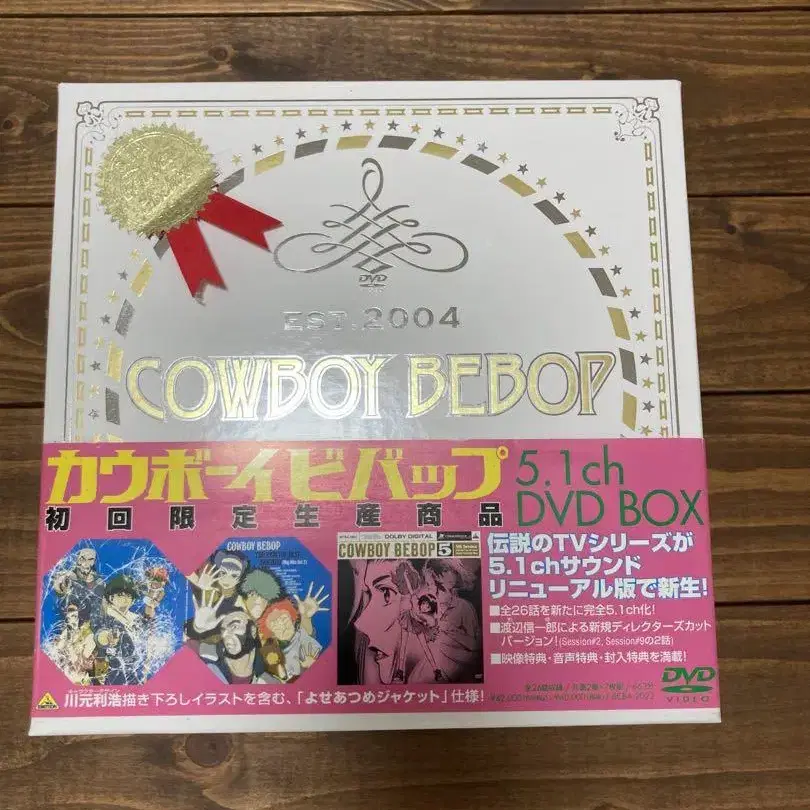 DVD
EST.2004
COWBOY BEBOP
カウボーイビバップ
初回限定生産商品
5.1ch
DVD BOX
COWBOY BEBOP
DOLBY DIGITAL
COWBOY BEBOP 5
伝説のTVシリーズが
5.1chサウンド
リニューアル版で新生!
■全26話を新たに完全5.1ch化!
■渡辺信一郎による新規ディレクターズカット
バージョン!(Session#2, Session#9の2話)
■映像特典・音声特典・封入特典を満載!
川元利浩描き下ろしイラストを含む、「よせあつめジャケット」仕様!
DVD
VIDEO